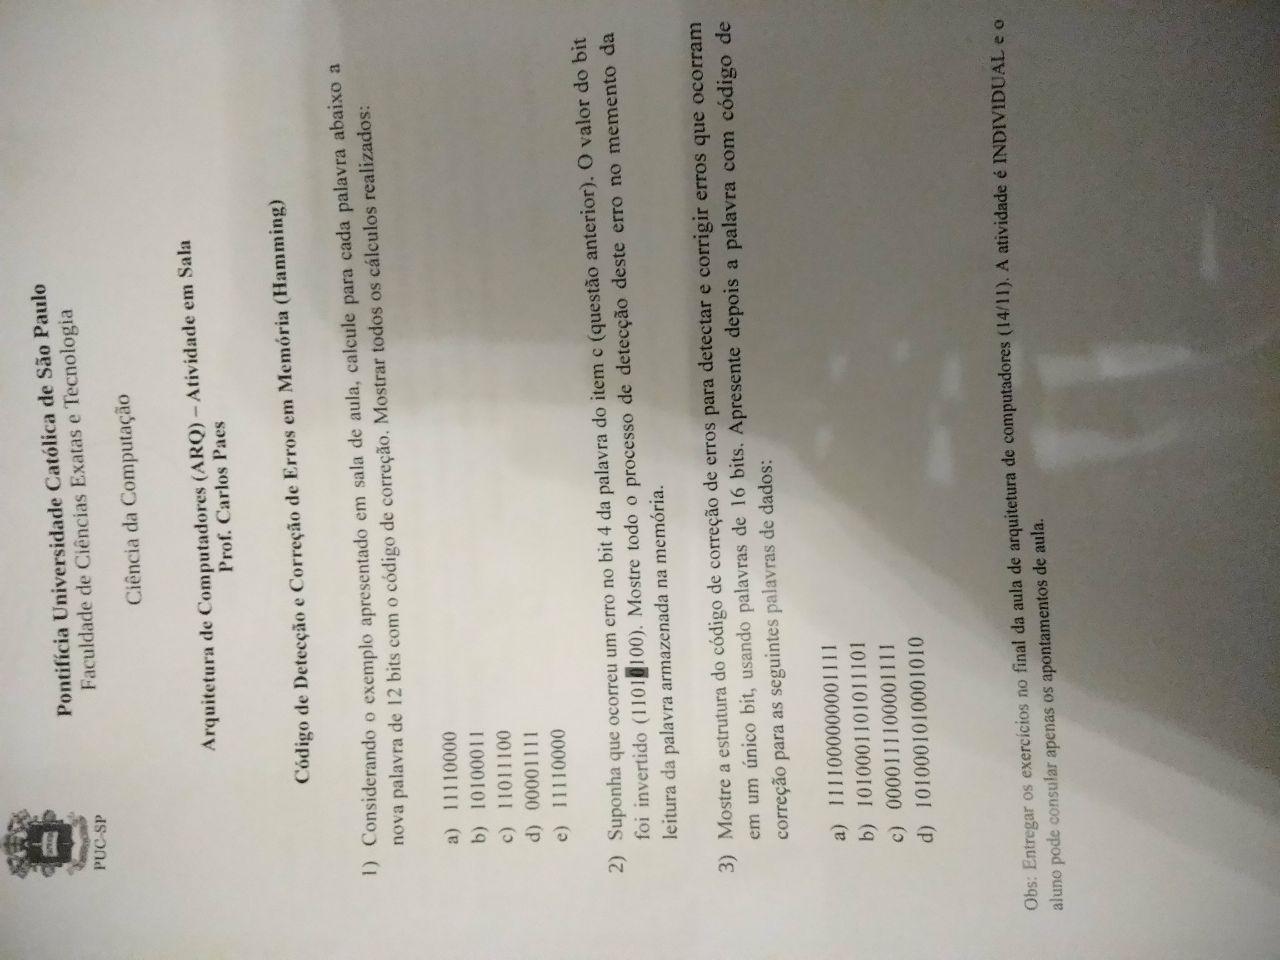 PUC-SP
Pontifícia Universidade Católica de São Paulo
Faculdade de Ciências Exatas e Tecnologia
Ciência da Computação
Arquitetura de Computadores (ARQ) – Atividade em Sala
Prof. Carlos Paes
Código de Detecção e Correção de Erros em Memória (Hamming)
1) Considerando o exemplo apresentado em sala de aula, calcule para cada palavra abaixo a
nova palavra de 12 bits com o código de correção. Mostrar todos os cálculos realizados:
a) 11110000
b) 10100011
c) 11011100
d) 00001111
e) 11110000
2) Suponha que ocorreu um erro no bit 4 da palavra do item c (questão anterior). O valor do bit
foi invertido (11010100). Mostre todo o processo de detecção deste erro no memento da
leitura da palavra armazenada na memória.
3) Mostre a estrutura do código de correção de erros para detectar e corrigir erros que ocorram
em um único bit, usando palavras de 16 bits. Apresente depois a palavra com código de
correção para as seguintes palavras de dados:
a) 1111000000001111
b) 1010001101011101
c) 0000111100001111
d) 1010001010001010
Obs: Entregar os exercícios no final da aula de arquitetura de computadores (14/11). A atividade é INDIVIDUAL e o
aluno pode consular apenas os apontamentos de aula.